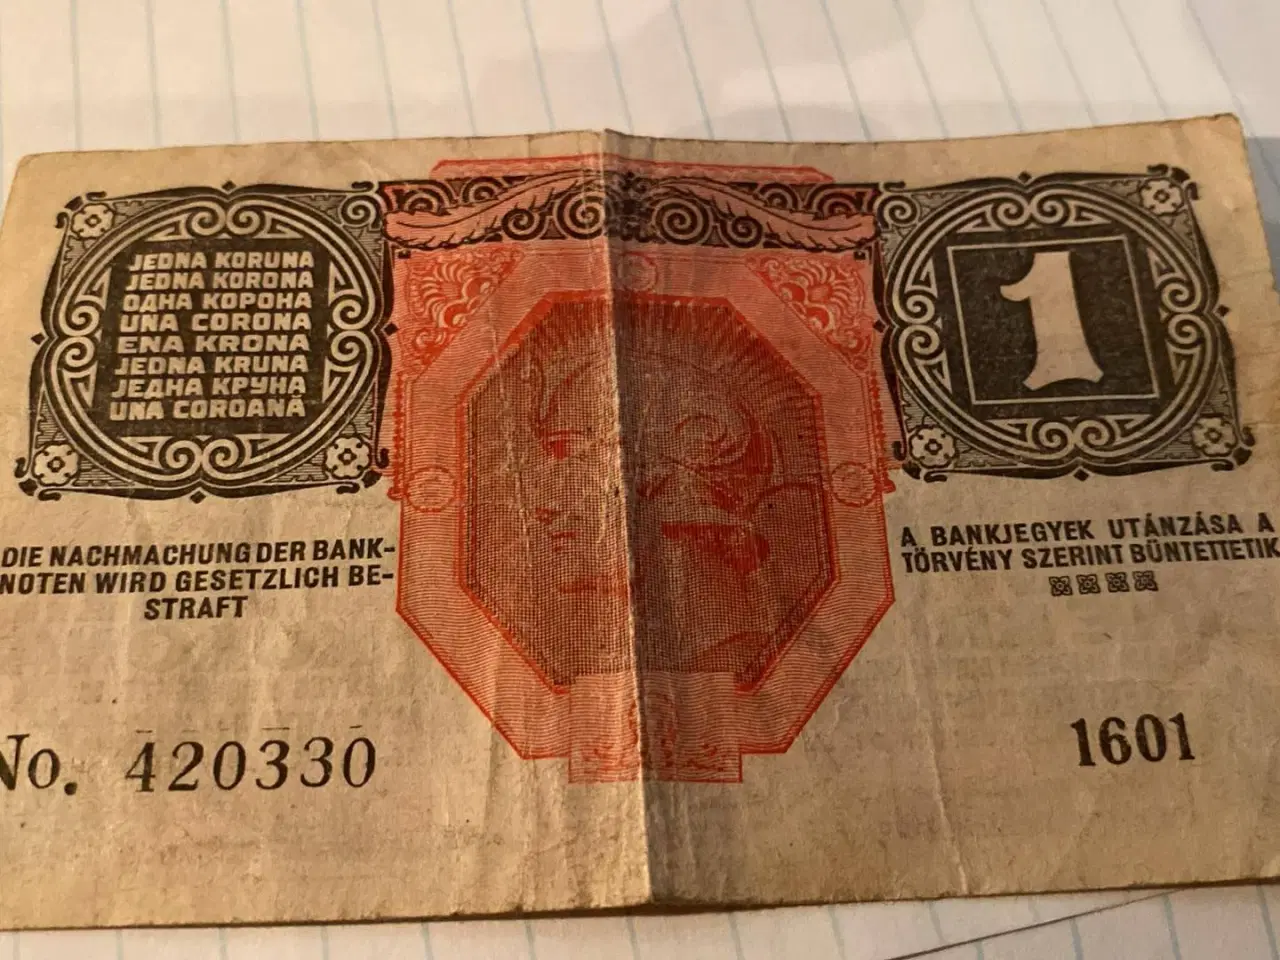 JEDNA KORUNA
JEDNA KORONA
ОДНА КОРОНА
UNA CORONA
ENA KRONA
JEDNA KRUNA
ЈЕДНА КРУНА
UNA COROANĂ
1
DIE NACHMACHUNG DER BANK-
NOTEN WIRD GESETZLICH BE-
STRAFT
A BANKJEGYEK UTÁNZÁSA A
TÖRVÉNY SZERINT BÜNTETTETIK
No. 420330
1601